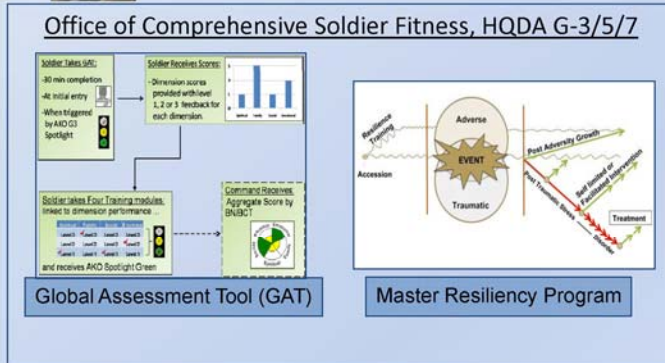 Office of Comprehensive Soldier Fitness, HQDA G-3/5/7
Soldier Takes GAT:
-30 min completion
-At initial entry
-When triggered
by AKO G3
Spotlight
Soldier Receives Scores:
-Dimension scores
provided with level
1, 2 or 3 feedback for
each dimension.
Soldier takes Four Training modules:
linked to dimension performance ...
and receives AKO Spotlight Green
Command Receives:
Aggregate Score by
BN/BCT
Global Assessment Tool (GAT)
Resilience
Training
Accession
Adverse
EVENT
Traumatic
Post Adversity Growth
Self limited or
Facilitated Intervention
Post Traumatic Stress
Disorder
Treatment
Master Resiliency Program